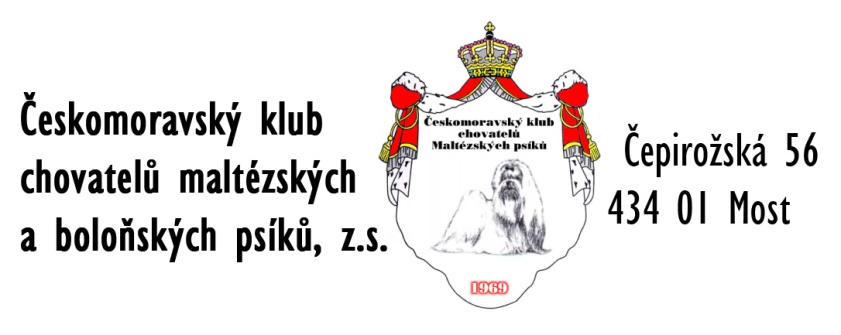 Českomoravský klub
chovatelů maltézských
a boloňských psíků, z.s.
Českomoravský klub
chovatelů
Maltézských psíků
1969
Čepirožská 56
434 01 Most